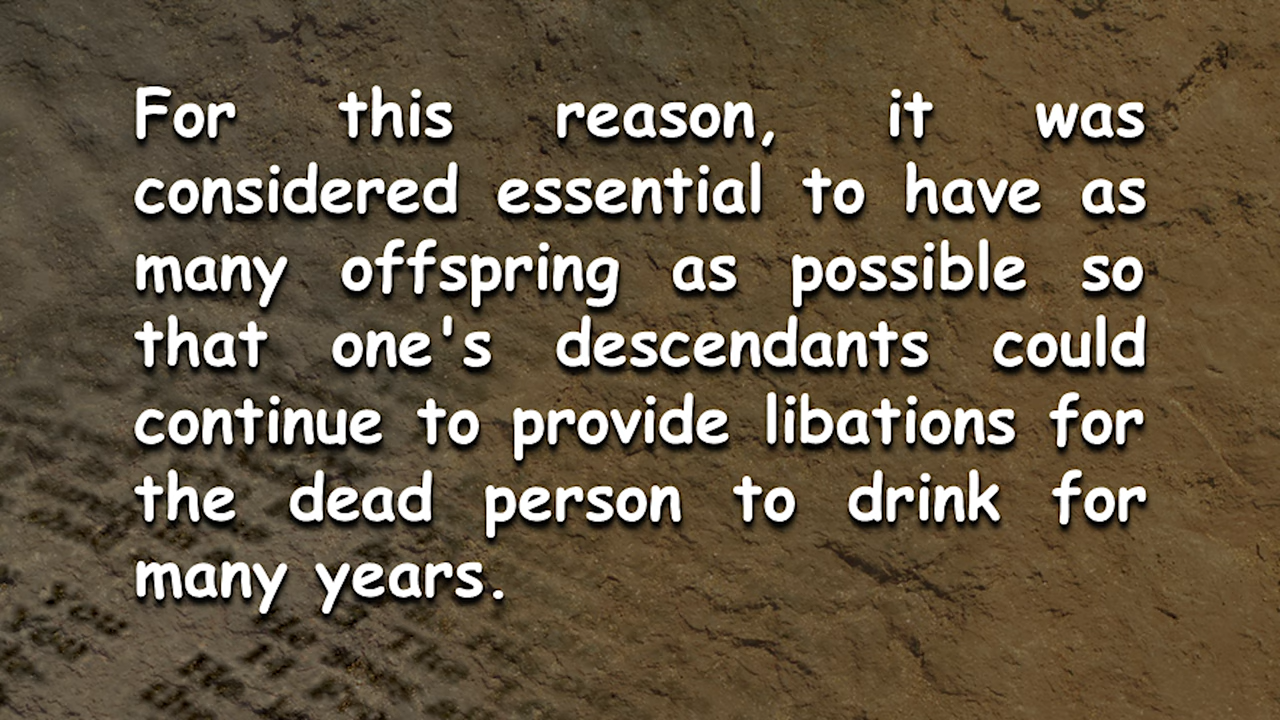 For this reason, it was
considered essential to have as
many offspring as possible so
that one's descendants could
continue to provide libations for
the dead person to drink for
many years.